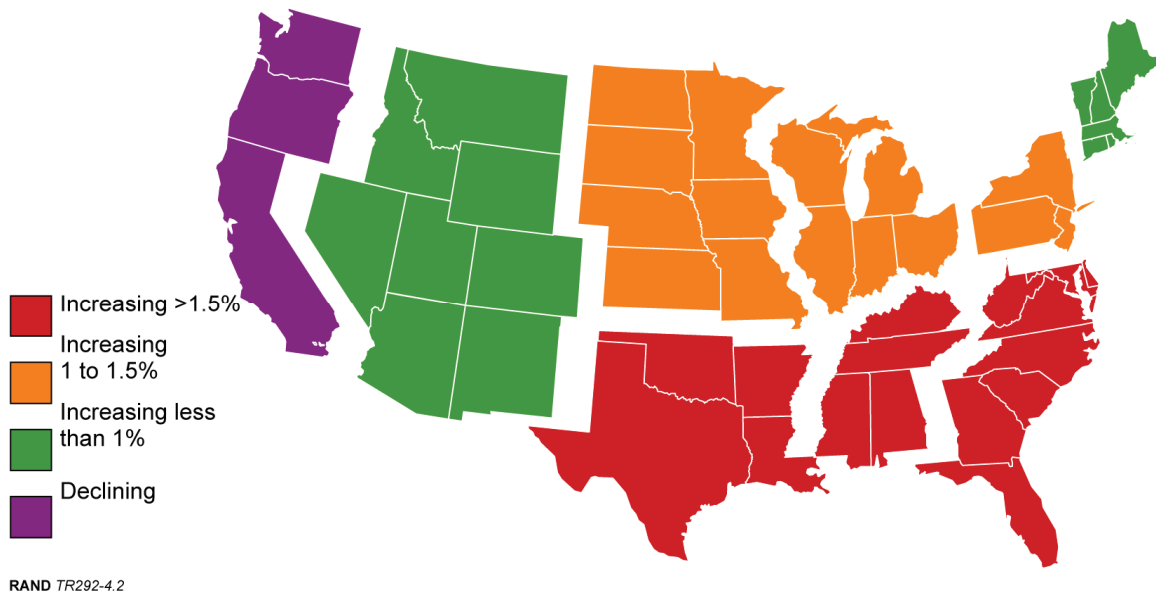 Increasing >1.5%
Increasing
1 to 1.5%
Increasing less
than 1%
Declining
RAND TR292-4.2